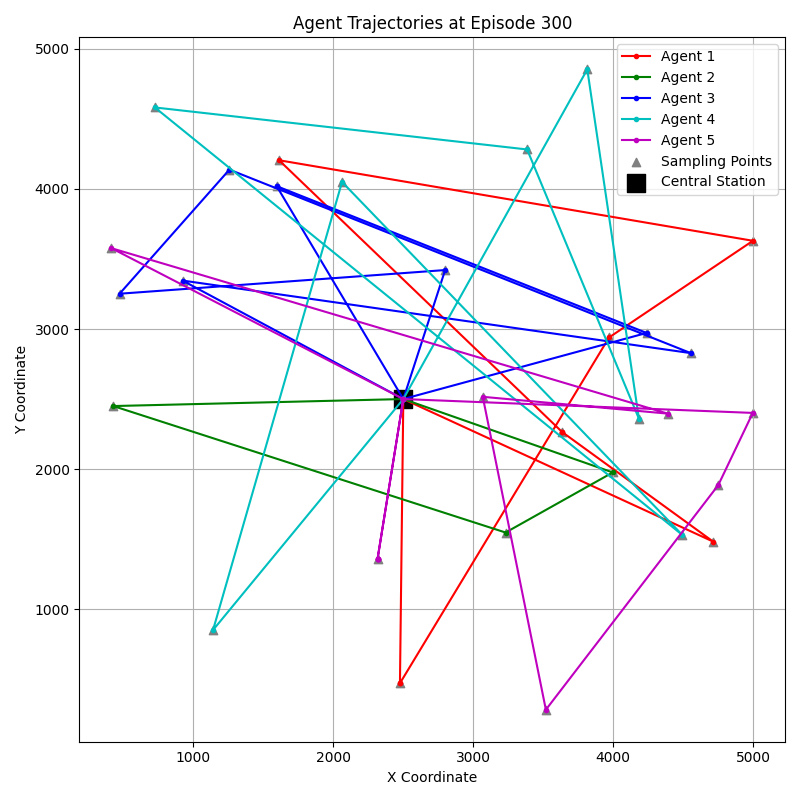 Agent Trajectories at Episode 300
5000
4000
3000
2000
1000
Y Coordinate
1000 2000 3000 4000 5000
X Coordinate
Agent 1
Agent 2
Agent 3
Agent 4
Agent 5
Sampling Points
Central Station